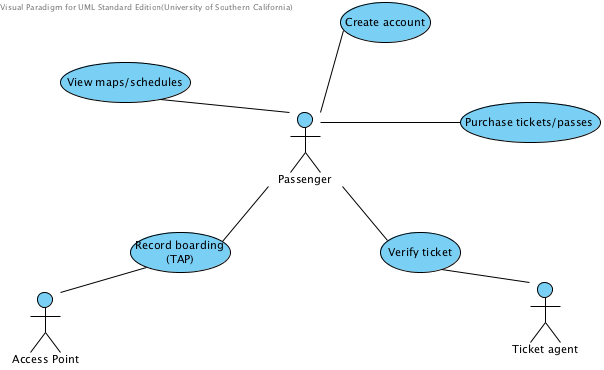 Visual Paradigm for UML Standard Edition(University of Southern California)
Create account
View maps/schedules
Purchase tickets/passes
Passenger
Record boarding
(TAP)
Verify ticket
Access Point
Ticket agent